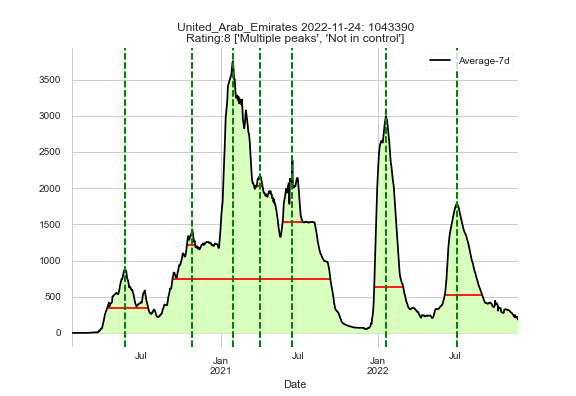 United_Arab_Emirates 2022-11-24: 1043390
Rating:8 ['Multiple peaks', 'Not in control']
Average-7d
3500
3000
2500
2000
1500
1000
500
0
Jul
Jan
2021
Jul
Jan
2022
Jul
Date